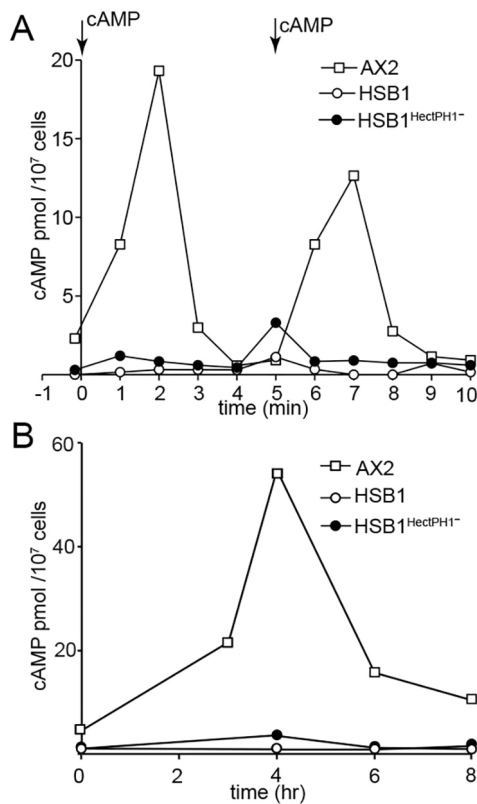 A
cAMP
cAMP
AX2
HSB1
HSB1HectPH1-
cAMP pmol /10⁷ cells
20
15
10
5
-1 0 1 2 3 4 5 6 7 8 9 10
time (min)
B
AX2
HSB1
HSB1HectPH1-
cAMP pmol /10⁷ cells
60
40
20
0 2 4 6 8
time (hr)